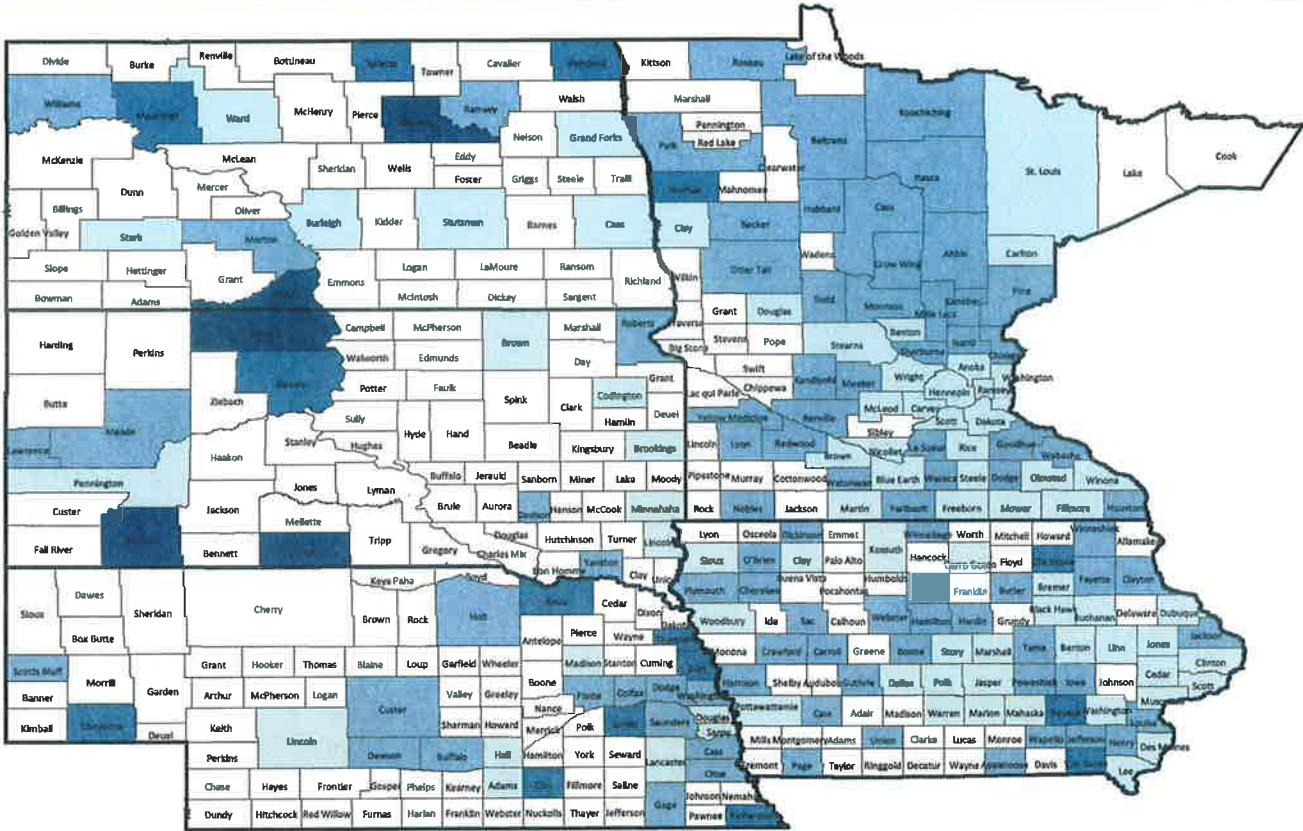 Divide Burke Renville Bottineau Towner Cavalier Pembina Kittson Roseau Lake of the Woods
Williams Mountrail Ward McHenry Pierce Ramsey Walsh Marshall Koochiching
Nelson Grand Forks Polk Pennington Red Lake Beltrami St. Louis Lake Cook
McKenzie McLean Sheridan Wells Eddy Foster Griggs Steele Traill Norman Mahnomen Clearwater Itasca
Dunn Mercer Oliver
Billings Golden Valley Stark Morton Burleigh Kidder Stutsman Barnes Cass Clay Becker Hubbard Cass
Slope Hettinger Grant Emmons Logan LaMoure Ransom Richland Wilkin Otter Tail Wadena Crow Wing Aitkin Carlton
Bowman Adams McIntosh Dickey Sargent Todd Morrison Mille Lacs Kanabec Pine
Harding Perkins Campbell McPherson Brown Marshall Roberts Traverse Grant Douglas
Walworth Edmunds Day Big Stone Stevens Pope Stearns Benton Sherburne Isanti Chisago
Butte Meade Ziebach Dewey Potter Faulk Spink Clark Codington Grant Swift Kandiyohi Meeker Wright Anoka Washington
Lac qui Parle Chippewa Hennepin Ramsey
Lawrence Haakon Stanley Sully Hughes Hyde Hand Beadle Kingsbury Hamlin Deuel Brookings Yellow Medicine Renville McLeod Carver Scott Dakota
Lincoln Lyon Redwood Brown Sibley Nicollet Le Sueur Rice Goodhue Wabasha
Pennington Jones Lyman Buffalo Jerauld Sanborn Miner Lake Moody Pipestone Murray Cottonwood Watonwan Blue Earth Waseca Steele Dodge Olmsted Winona
Custer Jackson Mellette Brule Aurora Davison Hanson McCook Minnehaha Rock Nobles Jackson Martin Faribault Freeborn Mower Fillmore Houston
Fall River Bennett Tripp Gregory Charles Mix Douglas Hutchinson Turner Lincoln Lyon Osceola Dickinson Emmet Kossuth Winnebago Worth Mitchell Howard Winneshiek Allamakee
Bon Homme Yankton Clay Union Sioux O'Brien Clay Palo Alto Hancock Cerro Gordo Floyd Chickasaw
Sioux Dawes Sheridan Cherry Keya Paha Boyd Knox Cedar Dixon Plymouth Cherokee Buena Vista Pocahontas Humboldt Franklin Butler Bremer Fayette Clayton
Box Butte Brown Rock Holt Antelope Pierce Wayne Dakota Woodbury Ida Sac Calhoun Webster Hamilton Hardin Grundy Black Hawk Buchanan Delaware Dubuque
Scotts Bluff Morrill Garden Grant Hooker Thomas Blaine Loup Garfield Wheeler Boone Madison Stanton Cuming Monona Crawford Carroll Greene Boone Story Marshall Tama Benton Linn Jones Jackson
Banner Arthur McPherson Logan Custer Valley Greeley Nance Platte Colfax Dodge Washington Harrison Shelby Audubon Guthrie Dallas Polk Jasper Poweshiek Iowa Johnson Cedar Clinton Scott
Kimball Cheyenne Deuel Keith Lincoln Sherman Howard Merrick Polk Saunders Douglas Sarpy Pottawattamie Cass Adair Madison Warren Marion Mahaska Washington
Perkins Dawson Buffalo Hall Hamilton York Seward Lancaster Cass Mills Montgomery Adams Union Clarke Lucas Monroe Wapello Jefferson Henry Des Moines
Chase Hayes Frontier Gosper Phelps Kearney Adams Clay Fillmore Saline Otoe Fremont Page Taylor Ringgold Decatur Wayne Appanoose Davis Lee
Dundy Hitchcock Red Willow Furnas Harlan Franklin Webster Nuckolls Thayer Jefferson Gage Johnson Nemaha Pawnee Richardson